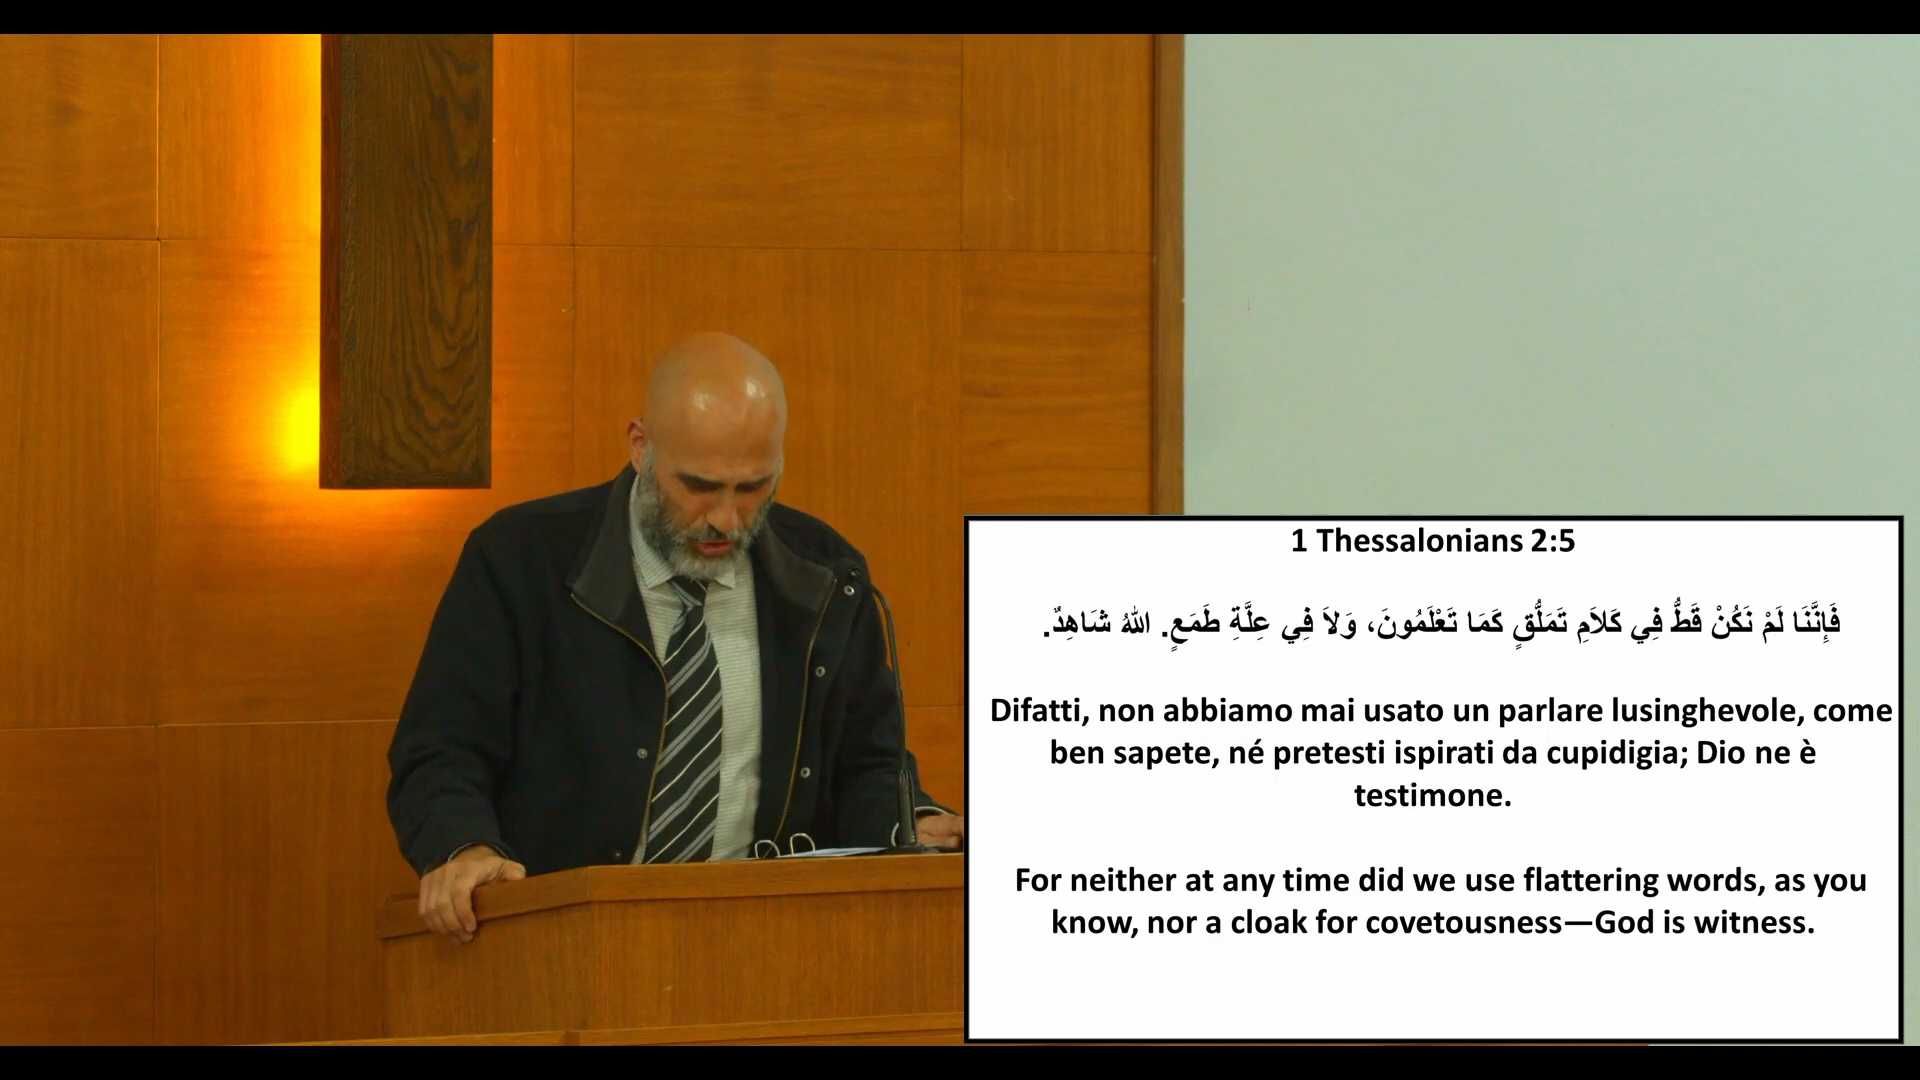 1 Thessalonians 2:5
فَإِنَّنَا لَمْ نَكُنْ قَطُّ فِي كَلاَمِ تَمَلُّق كَمَا تَعْلَمُونَ، وَلاَ فِي عِلَّةِ طَمَعٍ. اللهُ شَاهِدٌ.
Difatti, non abbiamo mai usato un parlare lusinghevole, come
ben sapete, né pretesti ispirati da cupidigia; Dio ne è
testimone.
For neither at any time did we use flattering words, as you
know, nor a cloak for covetousness—God is witness.